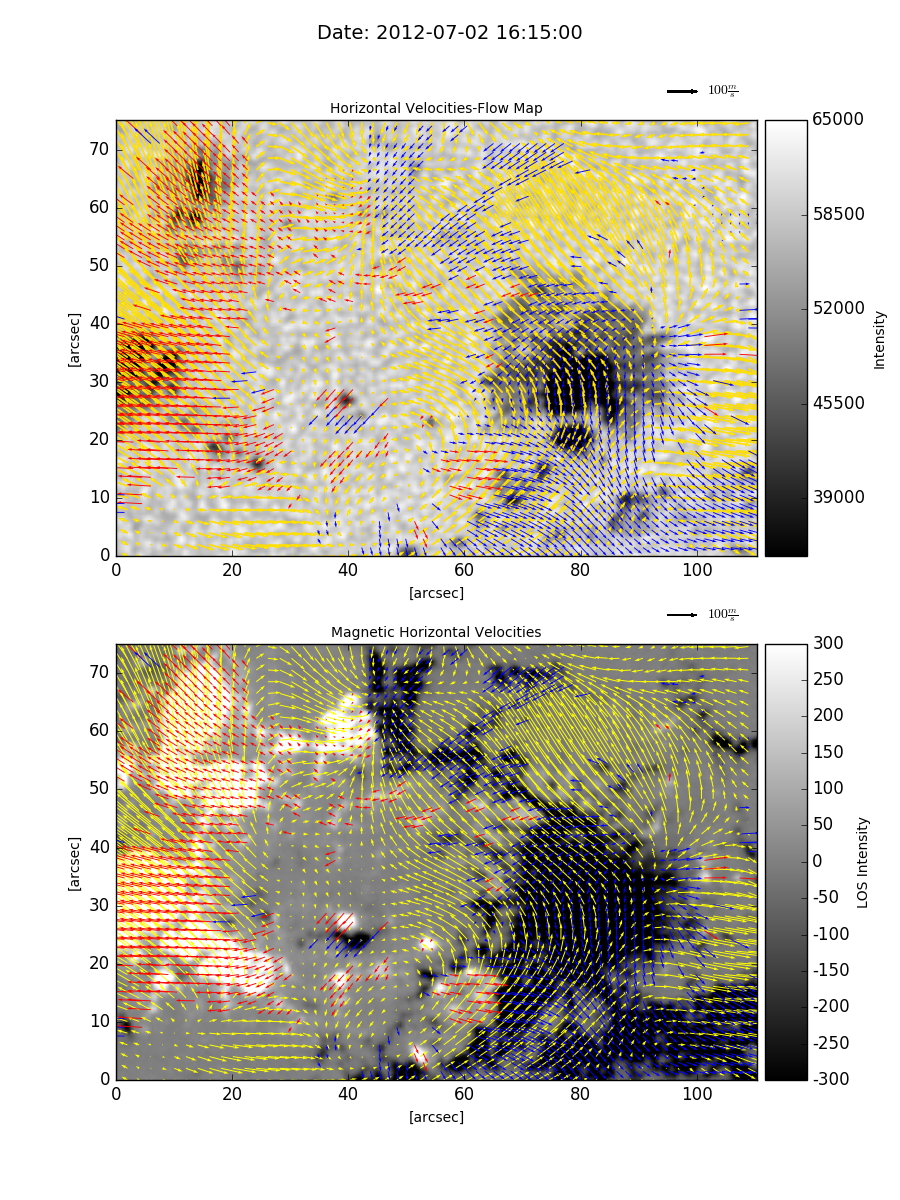 Date: 2012-07-02 16:15:00
100 m/s
Horizontal Velocities-Flow Map
70
60
50
40
30
20
10
0
[arcsec]
0 20 40 60 80 100
[arcsec]
65000
58500
52000
45500
39000
Intensity
100 m/s
Magnetic Horizontal Velocities
70
60
50
40
30
20
10
0
[arcsec]
0 20 40 60 80 100
[arcsec]
300
250
200
150
100
50
0
-50
-100
-150
-200
-250
-300
LOS Intensity